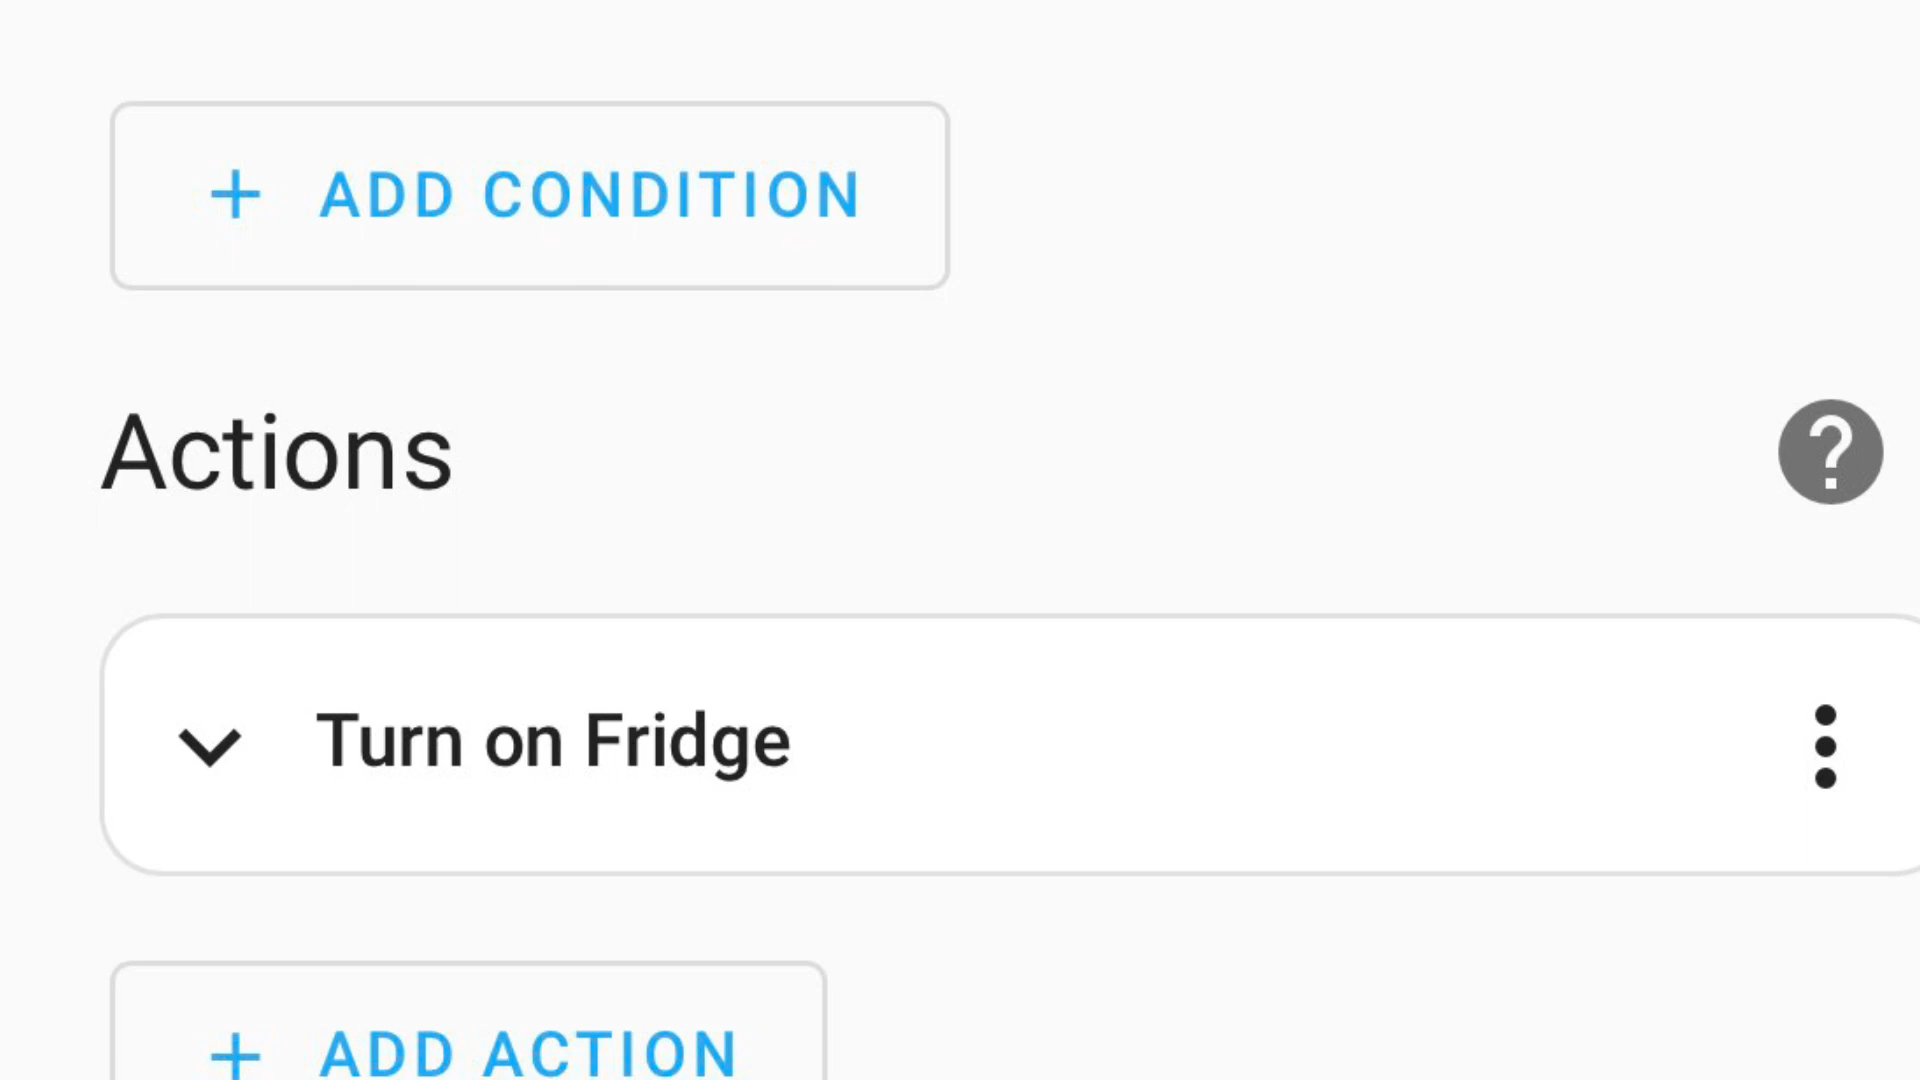 + ADD CONDITION
Actions
?
Turn on Fridge
+ ADD ACTION